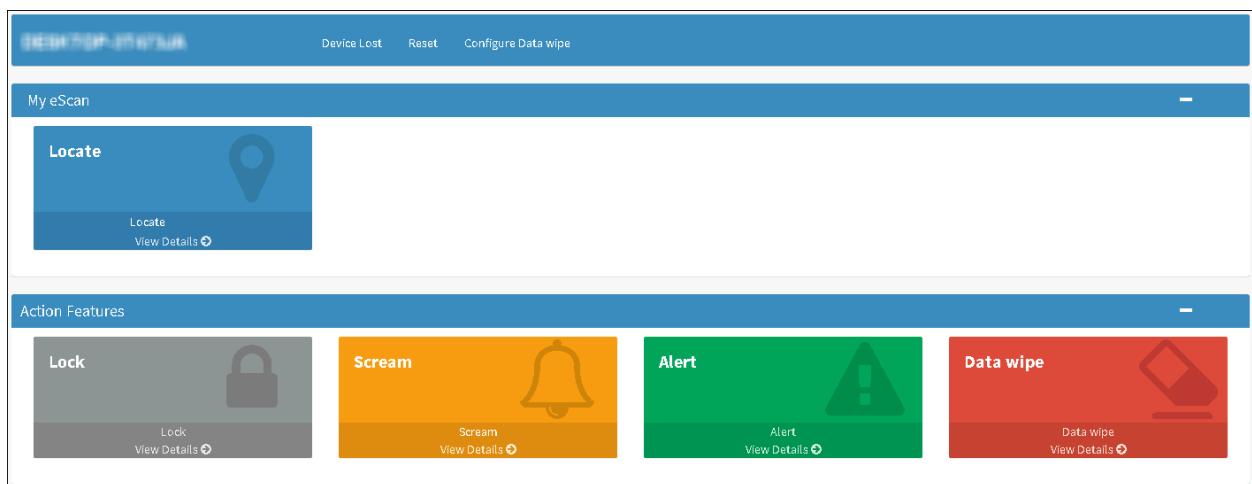 Device Lost Reset Configure Data wipe
My eScan
Locate
Locate
View Details
Action Features
Lock Scream Alert Data wipe
Lock Scream Alert Data wipe
View Details View Details View Details View Details